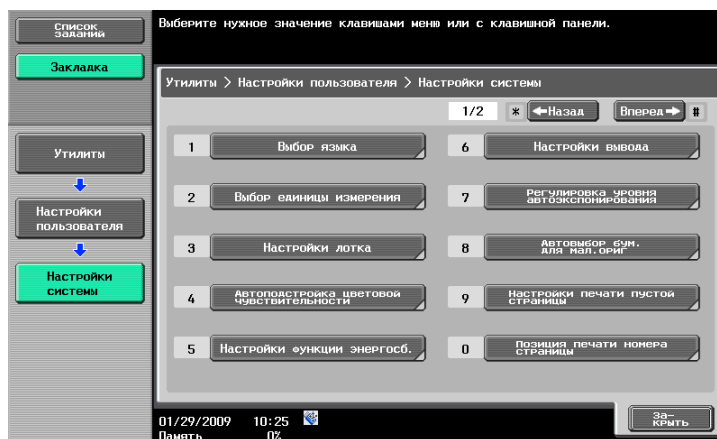 Список
заданий
Выберите нужное значение клавишами меню или с клавишной панели.
Закладка
Утилиты > Настройки пользователя > Настройки системы
1/2 * ←Назад Вперед→ #
Утилиты
Настройки
пользователя
Настройки
системы
1 Выбор языка
2 Выбор единицы измерения
3 Настройки лотка
4 Автоподстройка цветовой
чувствительности
5 Настройки функции энергосб.
6 Настройки вывода
7 Регулировка уровня
автоэкспонирования
8 Автовыбор бум.
для мал.ориг
9 Настройки печати пустой
страницы
0 Позиция печати номера
страницы
01/29/2009 10:25
Память 0%
За-
крыть